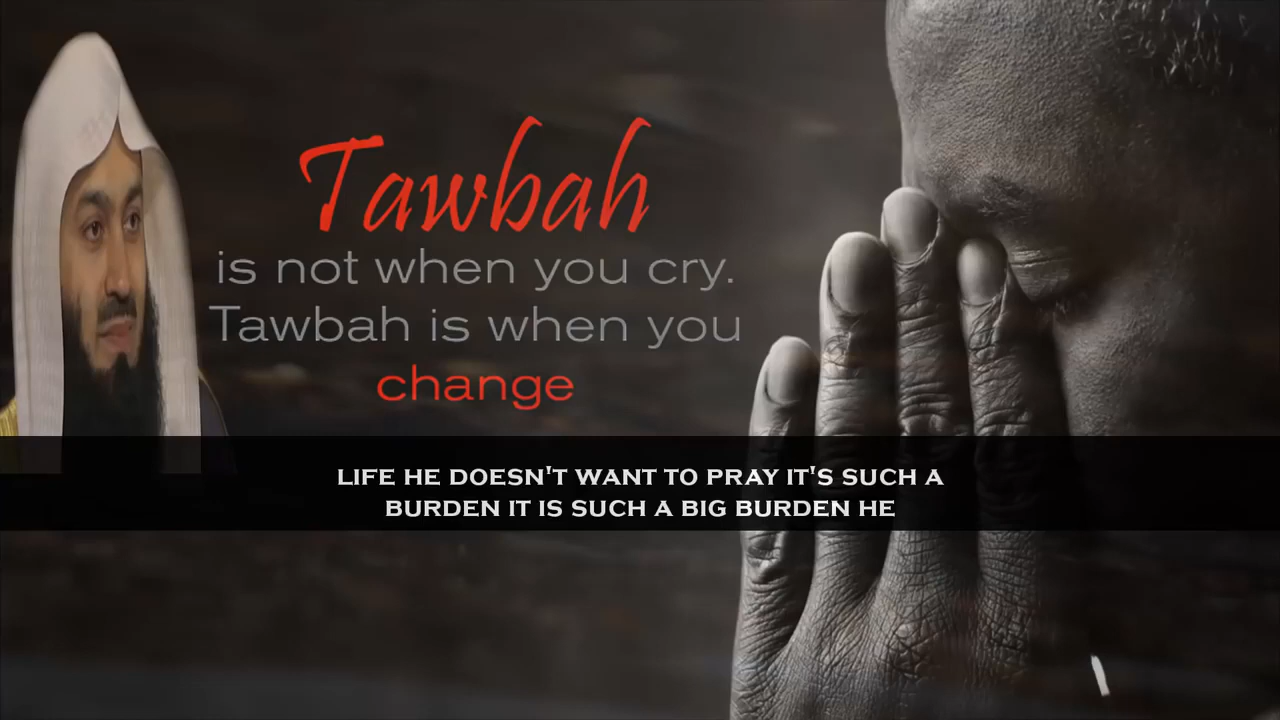 Tawbah
is not when you cry.
Tawbah is when you
change
LIFE HE DOESN'T WANT TO PRAY IT'S SUCH A
BURDEN IT IS SUCH A BIG BURDEN HE